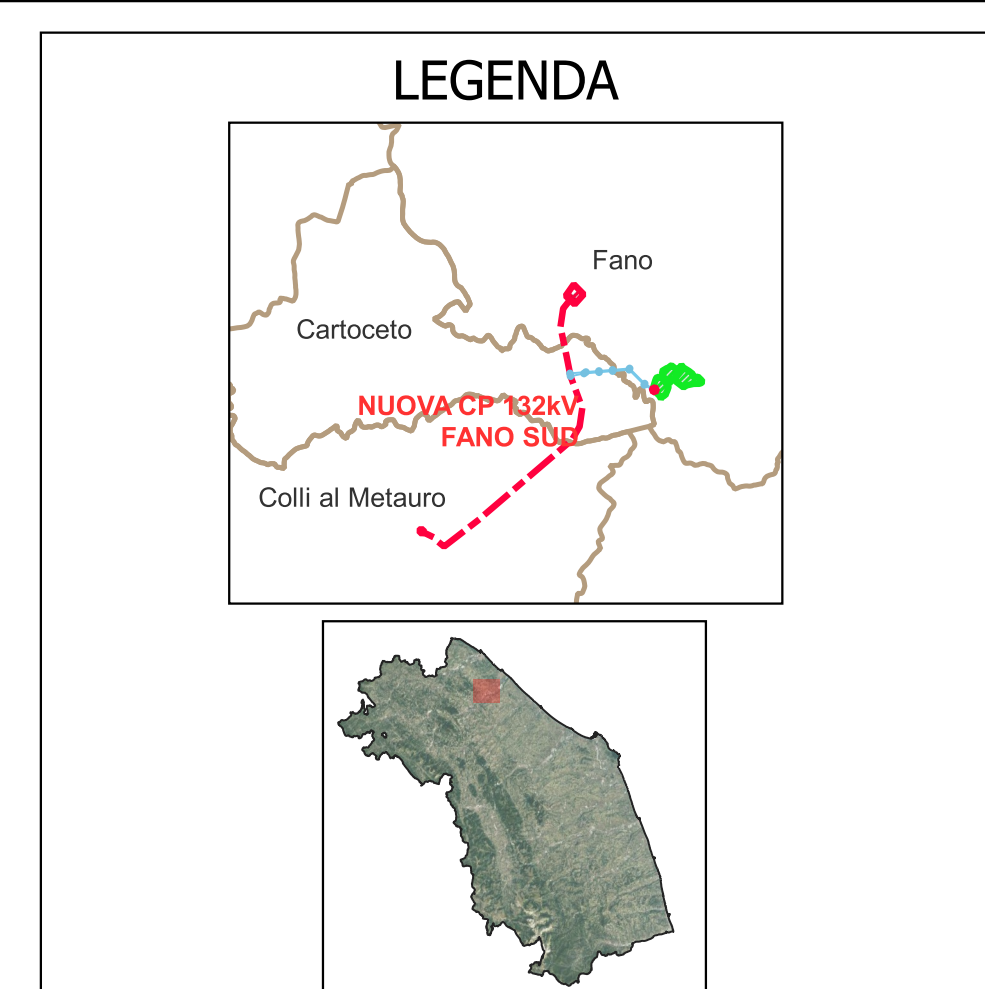 LEGENDA
Fano
Cartoceto
NUOVA CP 132kV
FANO SUD
Colli al Metauro